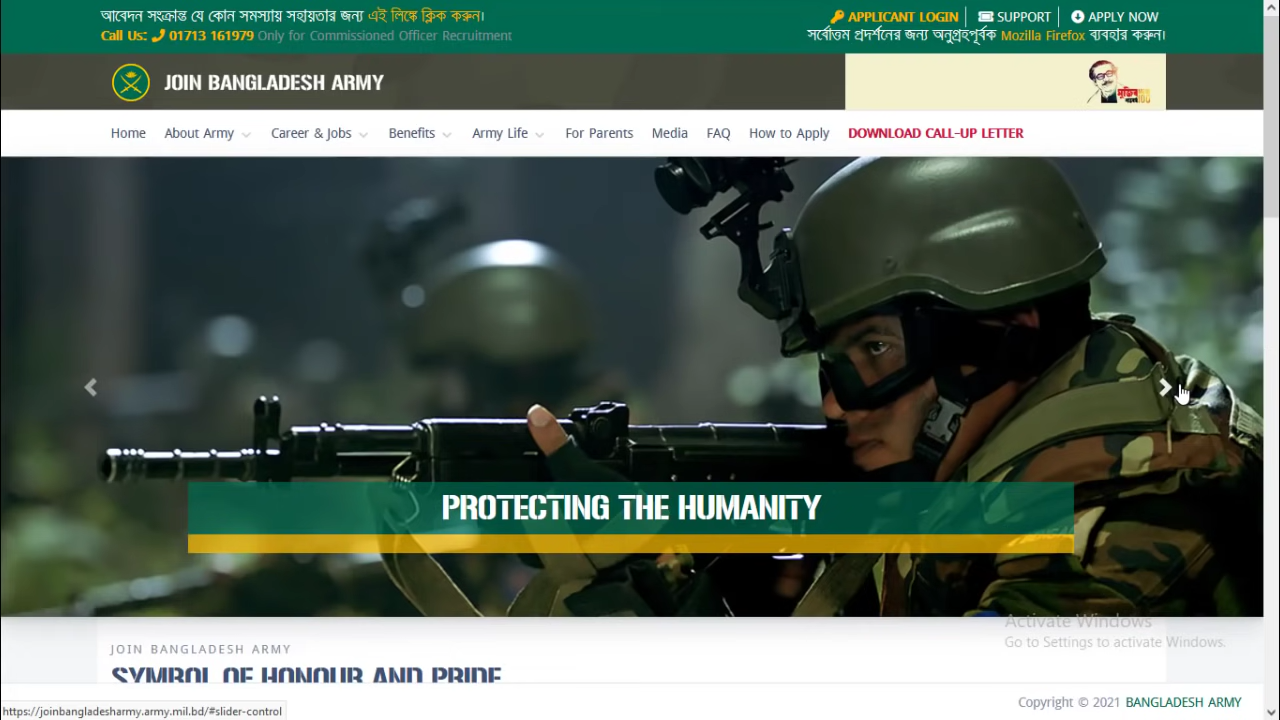 আবেদন সংক্রান্ত যে কোন সমস্যায় সহায়তার জন্য এই লিঙ্কে ক্লিক করুন।
APPLICANT LOGIN SUPPORT APPLY NOW
Call Us: 01713 161979 Only for Commissioned Officer Recruitment
সর্বোত্তম প্রদর্শনের জন্য অনুগ্রহপূর্বক Mozilla Firefox ব্যবহার করুন।
JOIN BANGLADESH ARMY
Home About Army Career & Jobs Benefits Army Life For Parents Media FAQ How to Apply DOWNLOAD CALL-UP LETTER
PROTECTING THE HUMANITY
Activate Windows
Go to Settings to activate Windows.
JOIN BANGLADESH ARMY
SYMBOL OF HONOUR AND PRIDE
Copyright © 2021 BANGLADESH ARMY
https://joinbangladesharmy.army.mil.bd/#slider-control